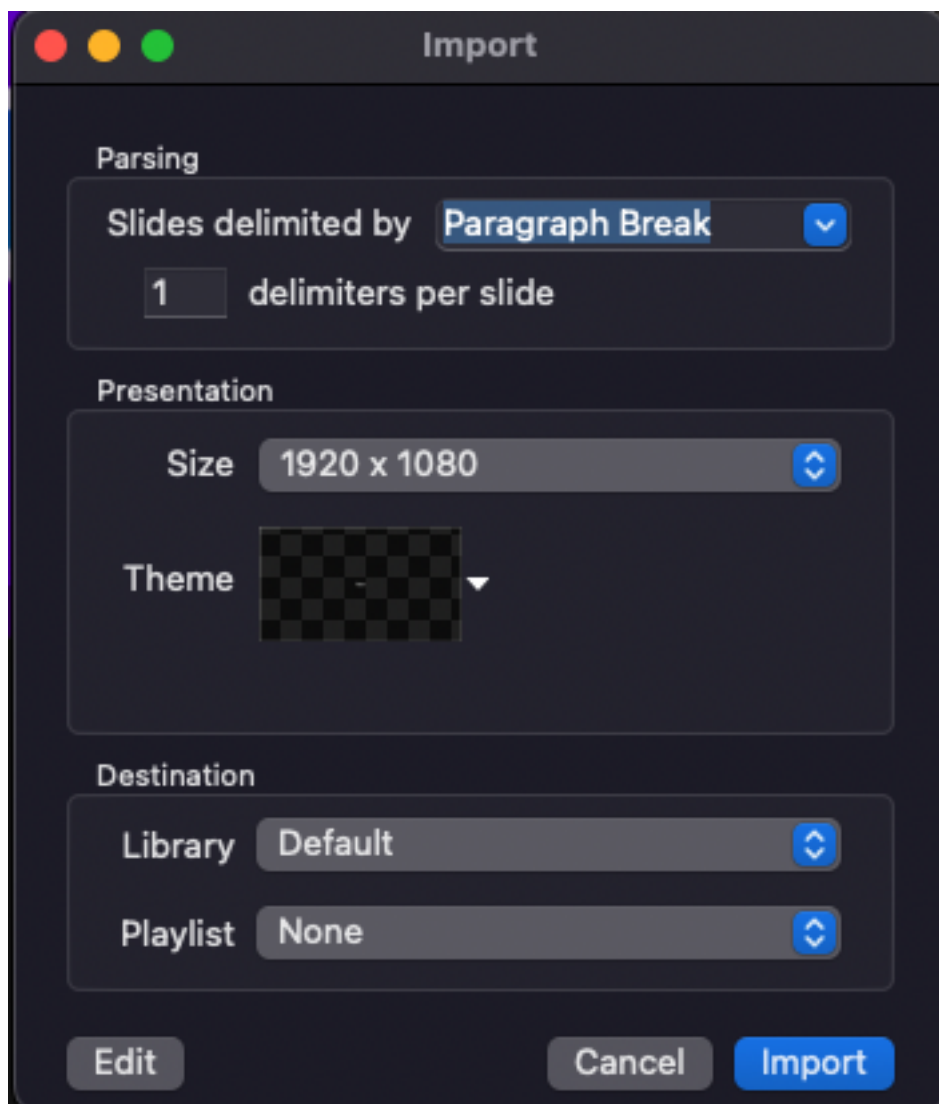 Import
Parsing
Slides delimited by Paragraph Break
1 delimiters per slide
Presentation
Size 1920 x 1080
Theme -
Destination
Library Default
Playlist None
Edit Cancel Import